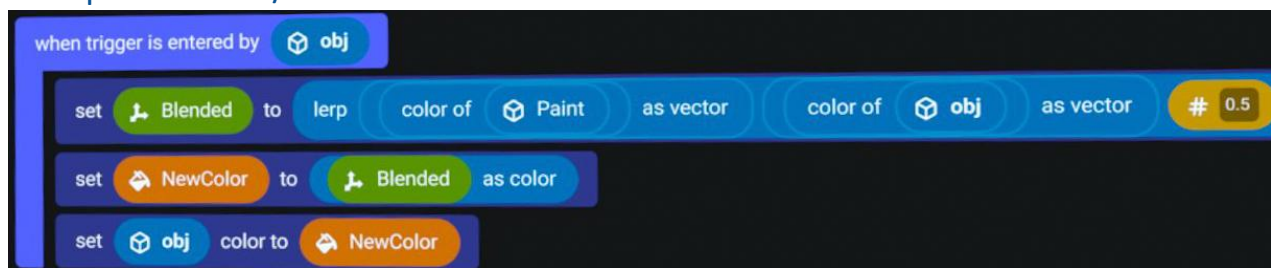 when trigger is entered by obj
set Blended to lerp color of Paint as vector color of obj as vector # 0.5
set NewColor to Blended as color
set obj color to NewColor